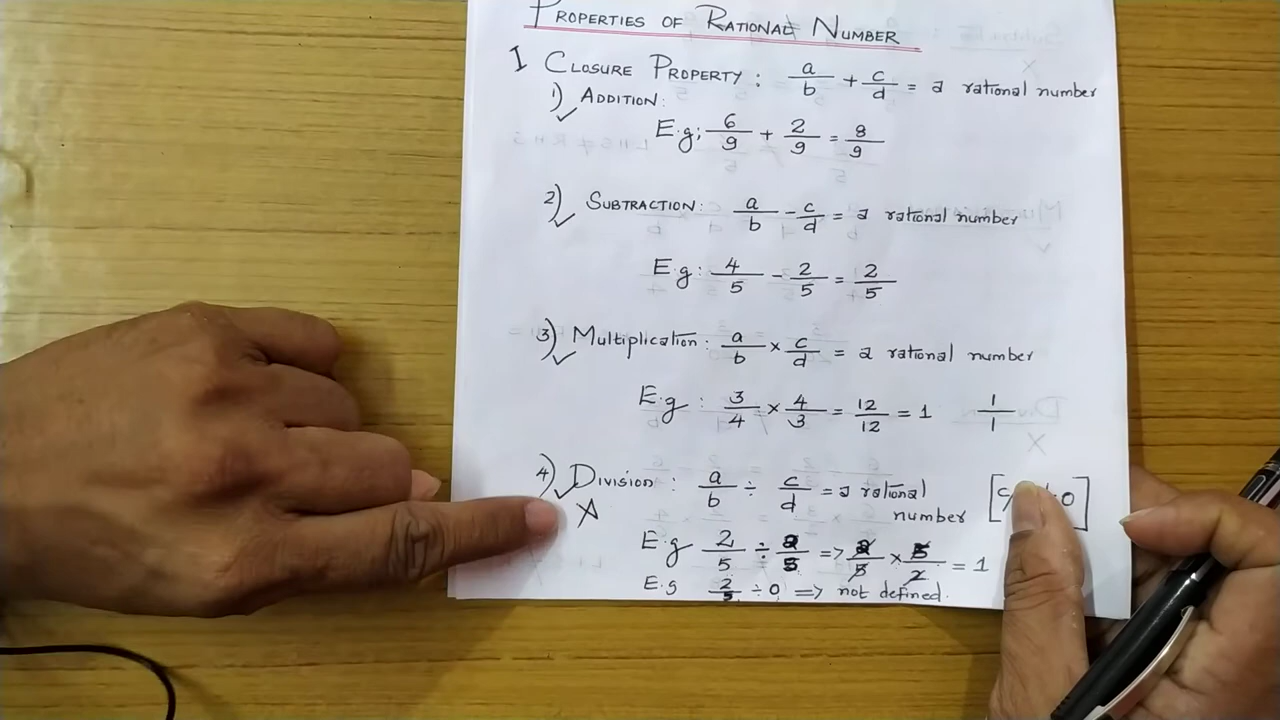 PROPERTIES OF RATIONAL NUMBER
I CLOSURE PROPERTY : a/b + c/d = a rational number
1) ✓ ADDITION:
E.g; 6/9 + 2/9 = 8/9
2) ✓ SUBTRACTION: a/b - c/d = a rational number
E.g: 4/5 - 2/5 = 2/5
3) ✓ Multiplication : a/b × c/d = a rational number
E.g : 3/4 × 4/3 = 12/12 = 1 1/1
4) ✓ Division : a/b ÷ c/d = a rational number [c 0]
E.g 2/5 ÷ 2/5 => 2/5 × 5/2 = 1
E.g 2/5 ÷ 0 => not defined.